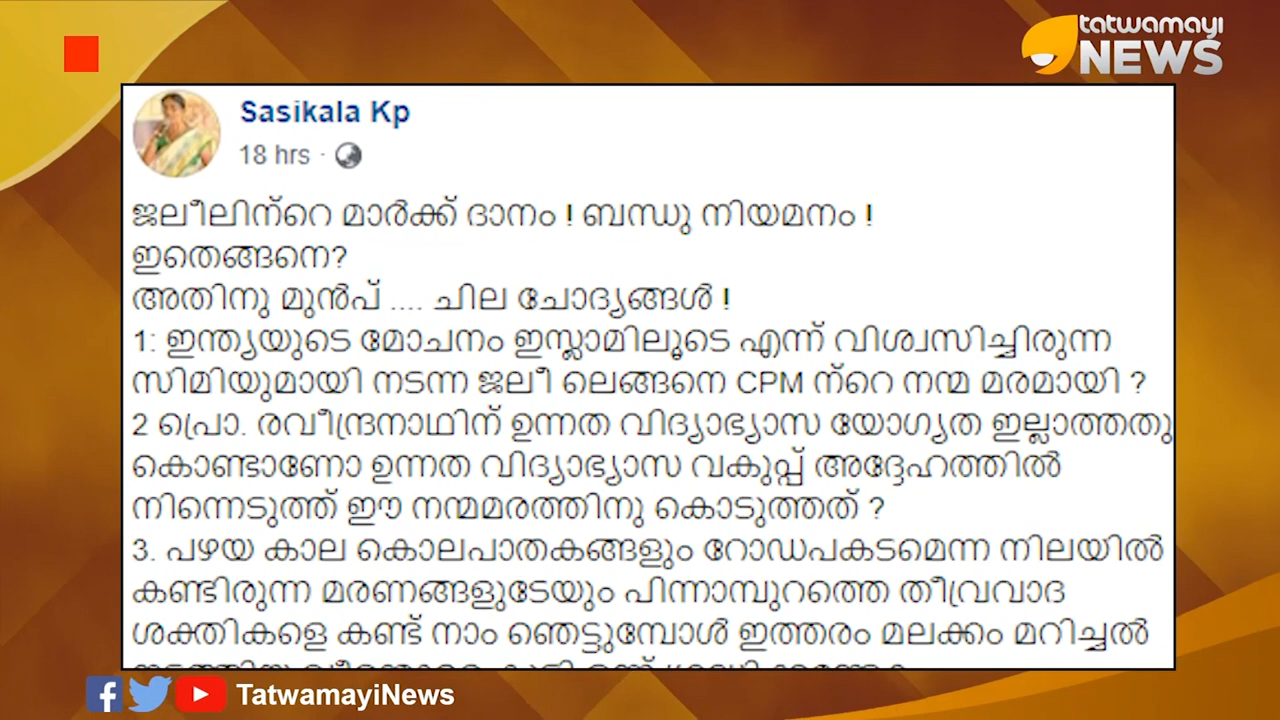 tatwamayi
NEWS
Sasikala Kp
18 hrs ·
ജലീലിന്റെ മാർക്ക് ദാനം ! ബന്ധു നിയമനം !
ഇതെങ്ങനെ?
അതിനു മുൻപ് .... ചില ചോദ്യങ്ങൾ !
1: ഇന്ത്യയുടെ മോചനം ഇസ്ലാമിലൂടെ എന്ന് വിശ്വസിച്ചിരുന്ന
സിമിയുമായി നടന്ന ജലീ ലെങ്ങനെ CPM ന്റെ നന്മ മരമായി ?
2 പ്രൊ. രവീന്ദ്രനാഥിന് ഉന്നത വിദ്യാഭ്യാസ യോഗ്യത ഇല്ലാത്തതു
കൊണ്ടാണോ ഉന്നത വിദ്യാഭ്യാസ വകുപ്പ് അദ്ദേഹത്തിൽ
നിന്നെടുത്ത് ഈ നന്മമരത്തിനു കൊടുത്തത് ?
3. പഴയ കാല കൊലപാതകങ്ങളും റോഡപകടമെന്ന നിലയിൽ
കണ്ടിരുന്ന മരണങ്ങളുടേയും പിന്നാമ്പുറത്തെ തീവ്രവാദ
ശക്തികളെ കണ്ട് നാം ഞെട്ടുമ്പോൾ ഇത്തരം മലക്കം മറിച്ചൽ
TatwamayiNews